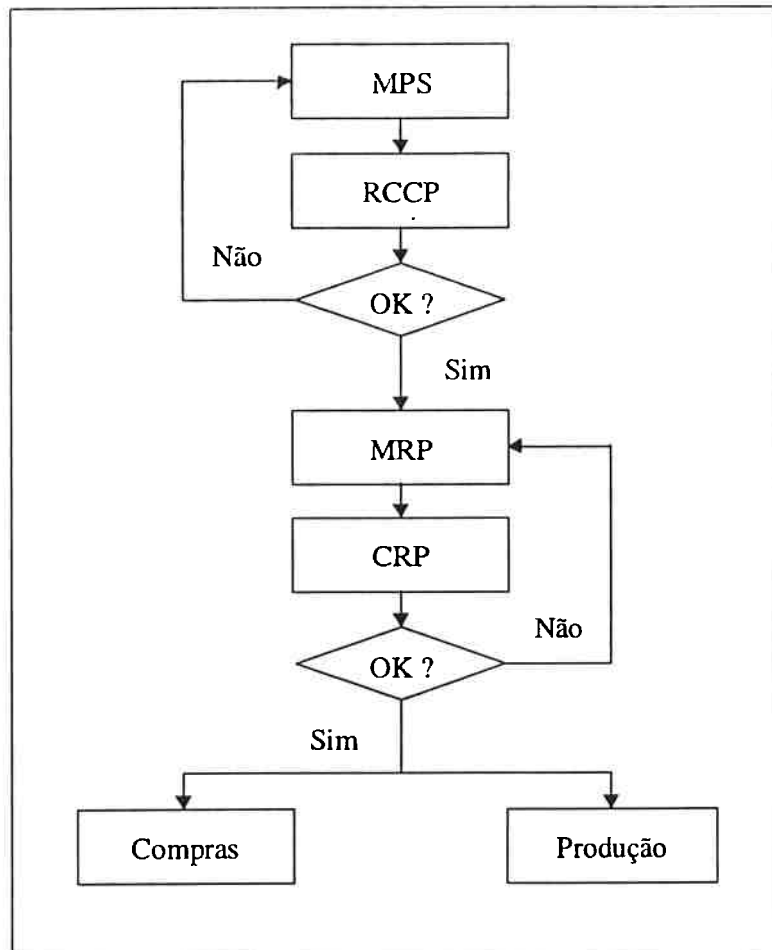 MPS
RCCP
Não
OK ?
Sim
MRP
CRP
Não
OK ?
Sim
Compras
Produção